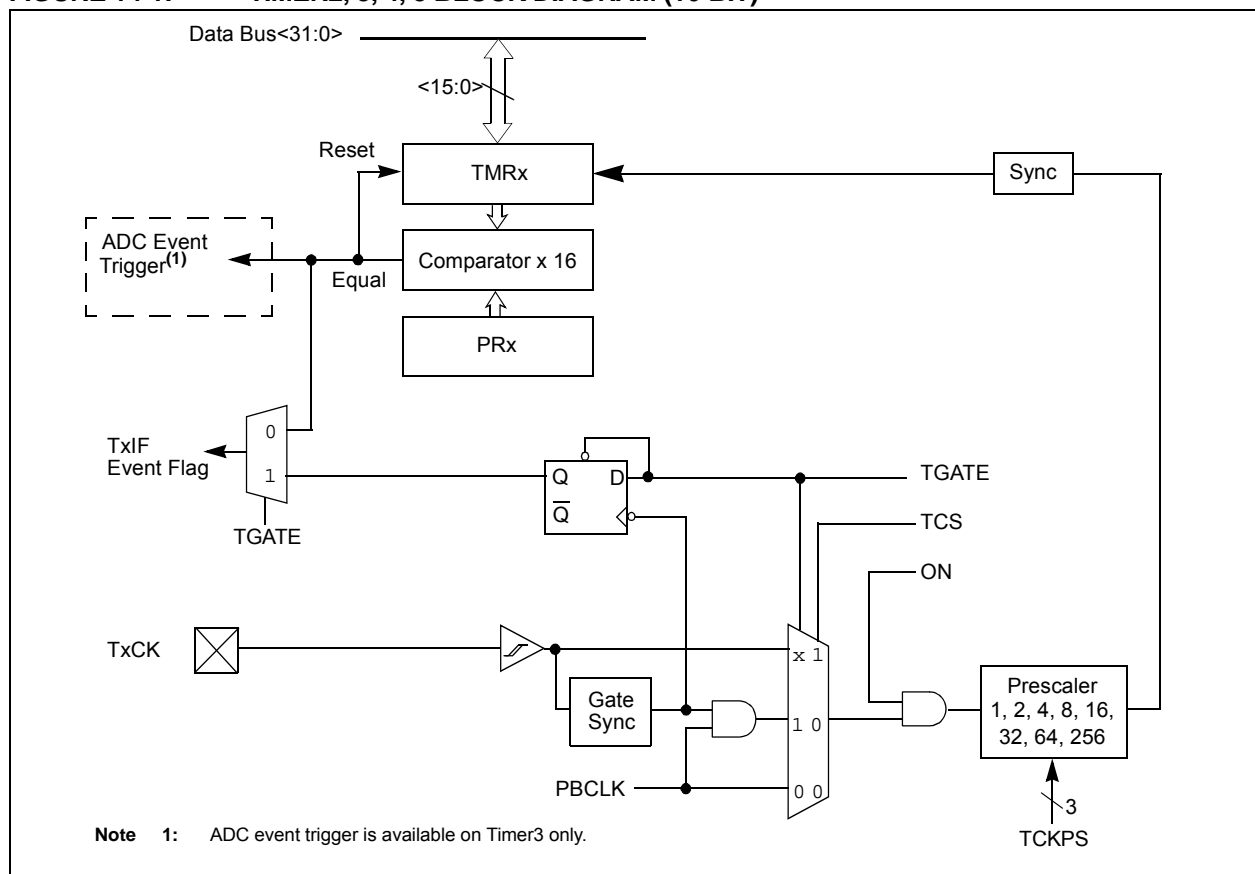 Data Bus<31:0>
<15:0>
Reset
TMRx
Sync
ADC Event
Trigger(1)
Equal
Comparator x 16
PRx
0
1
TxIF
Event Flag
TGATE
Q
D
Q
TGATE
TCS
ON
TxCK
x 1
Gate
Sync
1 0
Prescaler
1, 2, 4, 8, 16,
32, 64, 256
PBCLK
0 0
3
TCKPS
Note 1: ADC event trigger is available on Timer3 only.